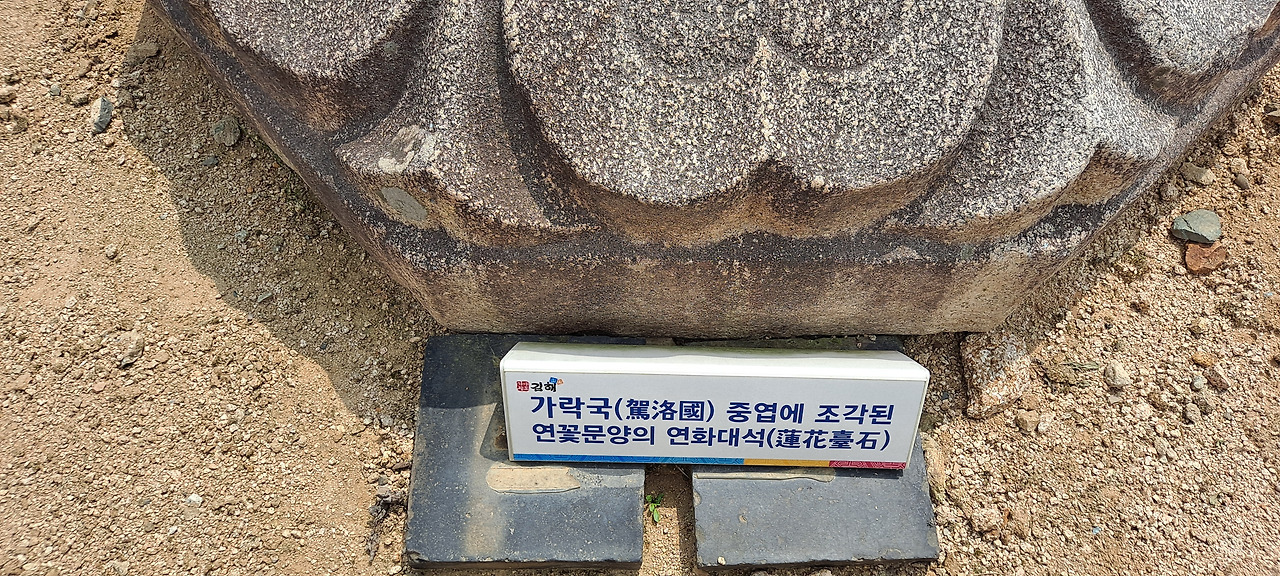 김해
가락국(駕洛國) 중엽에 조각된
연꽃문양의 연화대석(蓮花臺石)